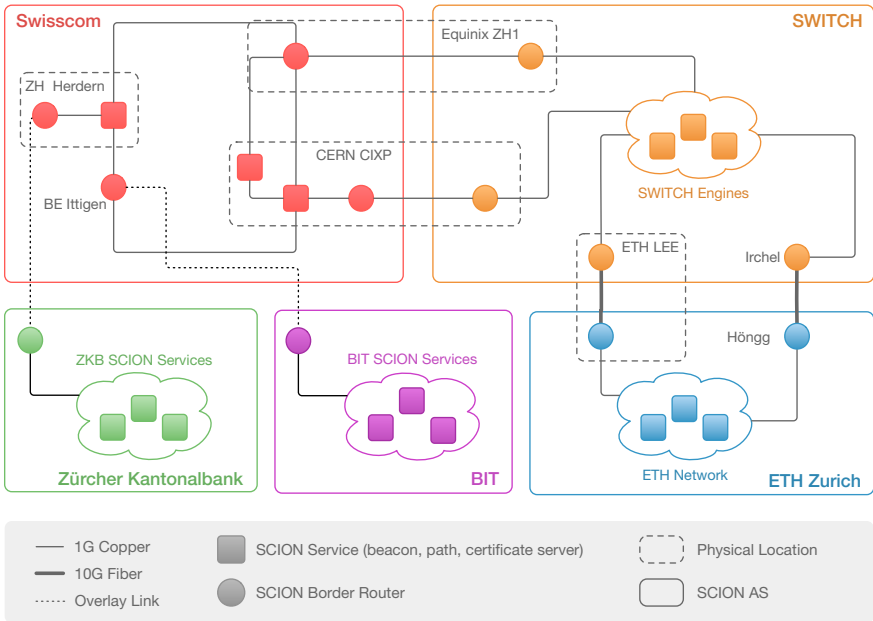 Swisscom
Equinix ZH1
SWITCH
ZH Herdern
CERN CIXP
BE Ittigen
SWITCH Engines
ETH LEE
Irchel
Höngg
ZKB SCION Services
BIT SCION Services
ETH Network
Zürcher Kantonalbank
BIT
ETH Zurich
1G Copper
SCION Service (beacon, path, certificate server)
Physical Location
10G Fiber
Overlay Link
SCION Border Router
SCION AS